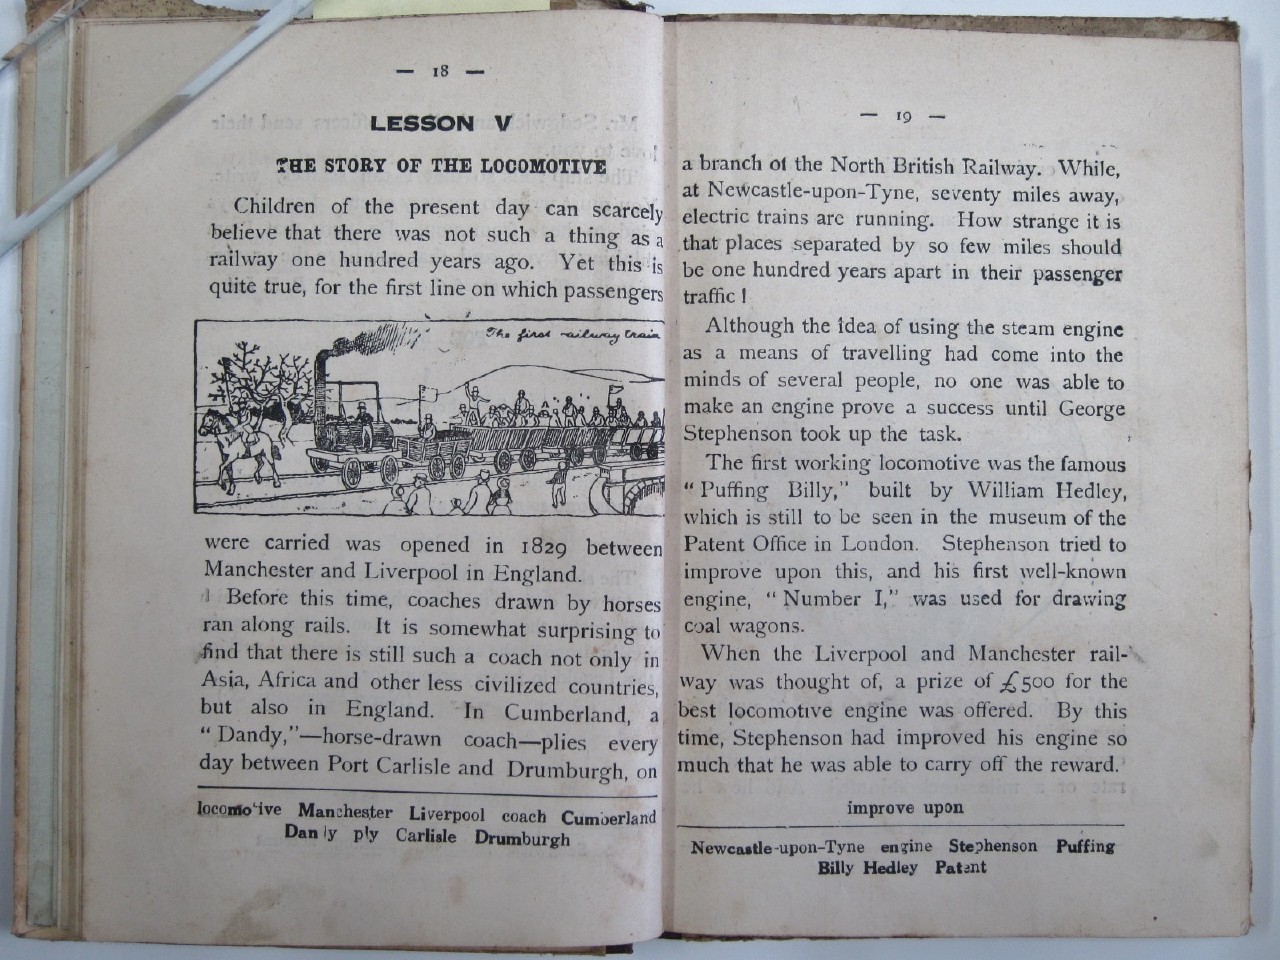 — 18 —
LESSON V
THE STORY OF THE LOCOMOTIVE
Children of the present day can scarcely
believe that there was not such a thing as a
railway one hundred years ago. Yet this is
quite true, for the first line on which passengers
The first railway train
were carried was opened in 1829 between
Manchester and Liverpool in England.
Before this time, coaches drawn by horses
ran along rails. It is somewhat surprising to
find that there is still such a coach not only in
Asia, Africa and other less civilized countries,
but also in England. In Cumberland, a
“ Dandy,”—horse-drawn coach—plies every
day between Port Carlisle and Drumburgh, on
locomotive Manchester Liverpool coach Cumberland
Dandy ply Carlisle Drumburgh
— 19 —
a branch of the North British Railway. While,
at Newcastle-upon-Tyne, seventy miles away,
electric trains are running. How strange it is
that places separated by so few miles should
be one hundred years apart in their passenger
traffic !
Although the idea of using the steam engine
as a means of travelling had come into the
minds of several people, no one was able to
make an engine prove a success until George
Stephenson took up the task.
The first working locomotive was the famous
“ Puffing Billy,” built by William Hedley,
which is still to be seen in the museum of the
Patent Office in London. Stephenson tried to
improve upon this, and his first well-known
engine, “ Number I,” was used for drawing
coal wagons.
When the Liverpool and Manchester rail-
way was thought of, a prize of £500 for the
best locomotive engine was offered. By this
time, Stephenson had improved his engine so
much that he was able to carry off the reward.
improve upon
Newcastle-upon-Tyne engine Stephenson Puffing
Billy Hedley Patent